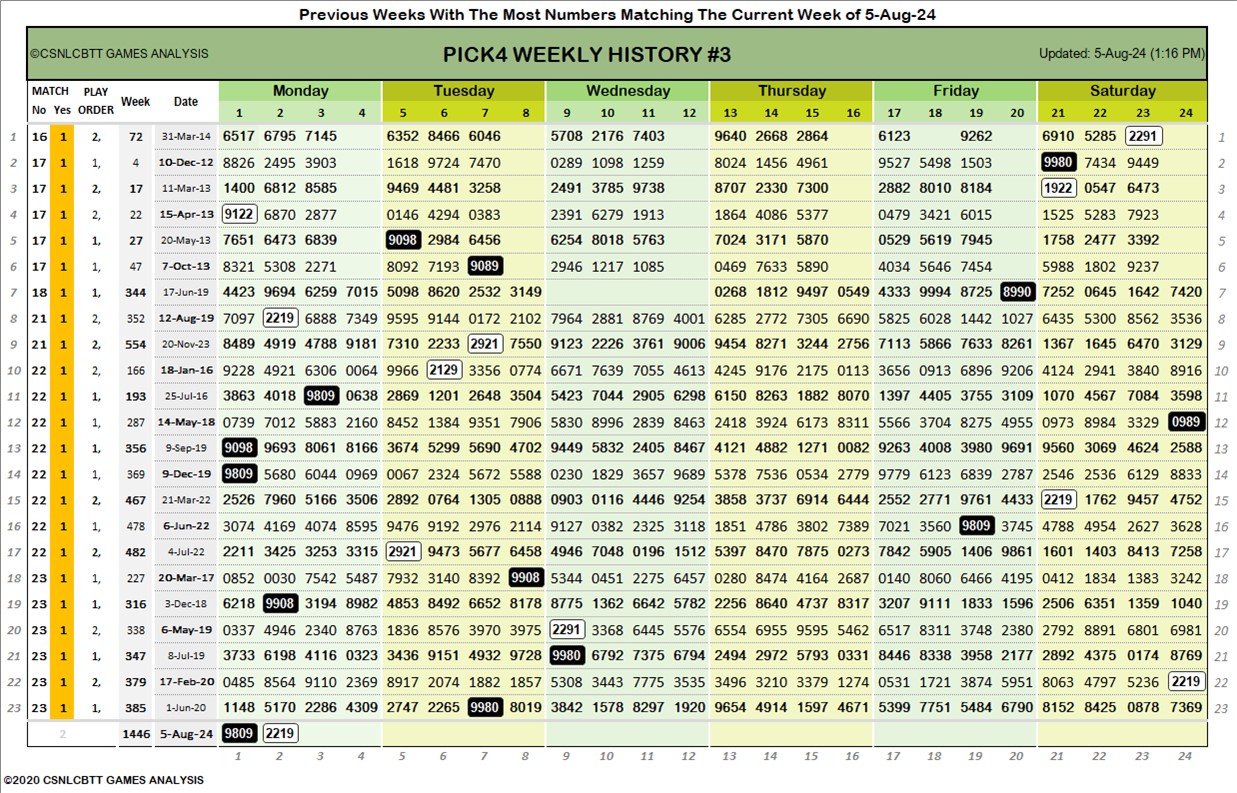 Previous Weeks With The Most Numbers Matching The Current Week of 5-Aug-24
©CSNLCBTT GAMES ANALYSIS PICK4 WEEKLY HISTORY #3 Updated: 5-Aug-24 (1:16 PM)
MATCH PLAY Week Date Monday Tuesday Wednesday Thursday Friday Saturday
No Yes ORDER 1 2 3 4 5 6 7 8 9 10 11 12 13 14 15 16 17 18 19 20 21 22 23 24
1 16 1 2, 72 31-Mar-14 6517 6795 7145 6352 8466 6046 5708 2176 7403 9640 2668 2864 6123 9262 6910 5285 2291 1
2 17 1 1, 4 10-Dec-12 8826 2495 3903 1618 9724 7470 0289 1098 1259 8024 1456 4961 9527 5498 1503 9980 7434 9449 2
3 17 1 2, 17 11-Mar-13 1400 6812 8585 9469 4481 3258 2491 3785 9738 8707 2330 7300 2882 8010 8184 1922 0547 6473 3
4 17 1 2, 22 15-Apr-13 9122 6870 2877 0146 4294 0383 2391 6279 1913 1864 4086 5377 0479 3421 6015 1525 5283 7923 4
5 17 1 1, 27 20-May-13 7651 6473 6839 9098 2984 6456 6254 8018 5763 7024 3171 5870 0529 5619 7945 1758 2477 3392 5
6 17 1 1, 47 7-Oct-13 8321 5308 2271 8092 7193 9089 2946 1217 1085 0469 7633 5890 4034 5646 7454 5988 1802 9237 6
7 18 1 1, 344 17-Jun-19 4423 9694 6259 7015 5098 8620 2532 3149 0268 1812 9497 0549 4333 9994 8725 8990 7252 0645 1642 7420 7
8 21 1 2, 352 12-Aug-19 7097 2219 6888 7349 9595 9144 0172 2102 7964 2881 8769 4001 6285 2772 7305 6690 5825 6028 1442 1027 6435 5300 8562 3536 8
9 21 1 2, 554 20-Nov-23 8489 4919 4788 9181 7310 2233 2921 7550 9123 2226 3761 9006 9454 8271 3244 2756 7113 5866 7633 8261 1367 1645 6470 3129 9
10 22 1 2, 166 18-Jan-16 9228 4921 6306 0064 9966 2129 3356 0774 6671 7639 7055 4613 4245 9176 2175 0113 3656 0913 6896 9206 4124 2941 3840 8916 10
11 22 1 1, 193 25-Jul-16 3863 4018 9809 0638 2869 1201 2648 3504 5423 7044 2905 6298 6150 8263 1882 8070 1397 4405 3755 3109 1070 4567 7084 3598 11
12 22 1 1, 287 14-May-18 0739 7012 5883 2160 8452 1384 9351 7906 5830 8996 2839 8463 2418 3924 6173 8311 5566 3704 8275 4955 0973 8984 3329 0989 12
13 22 1 1, 356 9-Sep-19 9098 9693 8061 8166 3674 5299 5690 4702 9449 5832 2405 8467 4121 4882 1271 0082 9263 4008 3980 9691 9560 3069 4624 2588 13
14 22 1 1, 369 9-Dec-19 9809 5680 6044 0969 0067 2324 5672 5588 0230 1829 3657 5689 5378 7536 0534 2779 9779 6123 6839 2787 2546 2536 6129 8833 14
15 22 1 2, 467 21-Mar-22 2526 7960 5166 3506 2892 0764 1305 0888 0903 0116 4446 9254 3858 3737 6914 6444 2552 2771 9761 4433 2219 1762 9457 4752 15
16 22 1 1, 478 6-Jun-22 3074 4169 4074 8595 9476 9192 2976 2114 9127 0382 2325 3118 1851 4786 3802 7389 7021 3560 9809 3745 4788 4954 2627 3628 16
17 22 1 2, 482 4-Jul-22 2211 3425 3253 3315 2921 9473 5677 6458 4946 7048 0196 1512 5397 8470 7875 0273 7842 5905 1406 9861 1601 1403 8413 7258 17
18 23 1 1, 227 20-Mar-17 0852 0030 7542 5487 7932 3140 8392 9908 5344 0451 2275 6457 0280 8474 4164 2687 0140 8060 6466 4195 0412 1834 1383 3242 18
19 23 1 1, 316 3-Dec-18 6218 9908 3194 8982 4853 8492 6652 8178 8775 1362 6642 5782 2256 8640 4737 8317 3207 9111 1833 1596 2506 6351 1359 1040 19
20 23 1 2, 338 6-May-19 0337 4946 2340 8763 1836 8576 3970 3975 2291 3368 6445 5576 6554 6955 9595 5462 6517 8311 3748 2380 2792 8891 6801 6981 20
21 23 1 1, 347 8-Jul-19 3733 6198 4116 0323 3436 9151 4932 9728 9980 6792 7375 6794 2494 2972 5793 0331 8446 8338 3958 2177 2892 4375 0174 8769 21
22 23 1 2, 379 17-Feb-20 0485 8564 9110 2369 8917 2074 1882 1857 5308 3443 7775 3535 3496 3210 3379 1274 0531 1721 3874 5951 8063 4797 5236 2219 22
23 23 1 1, 385 1-Jun-20 1148 5170 2286 4309 2747 2265 9980 8019 3842 1578 8297 1920 9654 4914 1597 4671 5399 7751 5484 6790 8152 8425 0878 7369 23
2 1446 5-Aug-24 9809 2219
1 2 3 4 5 6 7 8 9 10 11 12 13 14 15 16 17 18 19 20 21 22 23 24
©2020 CSNLCBTT GAMES ANALYSIS